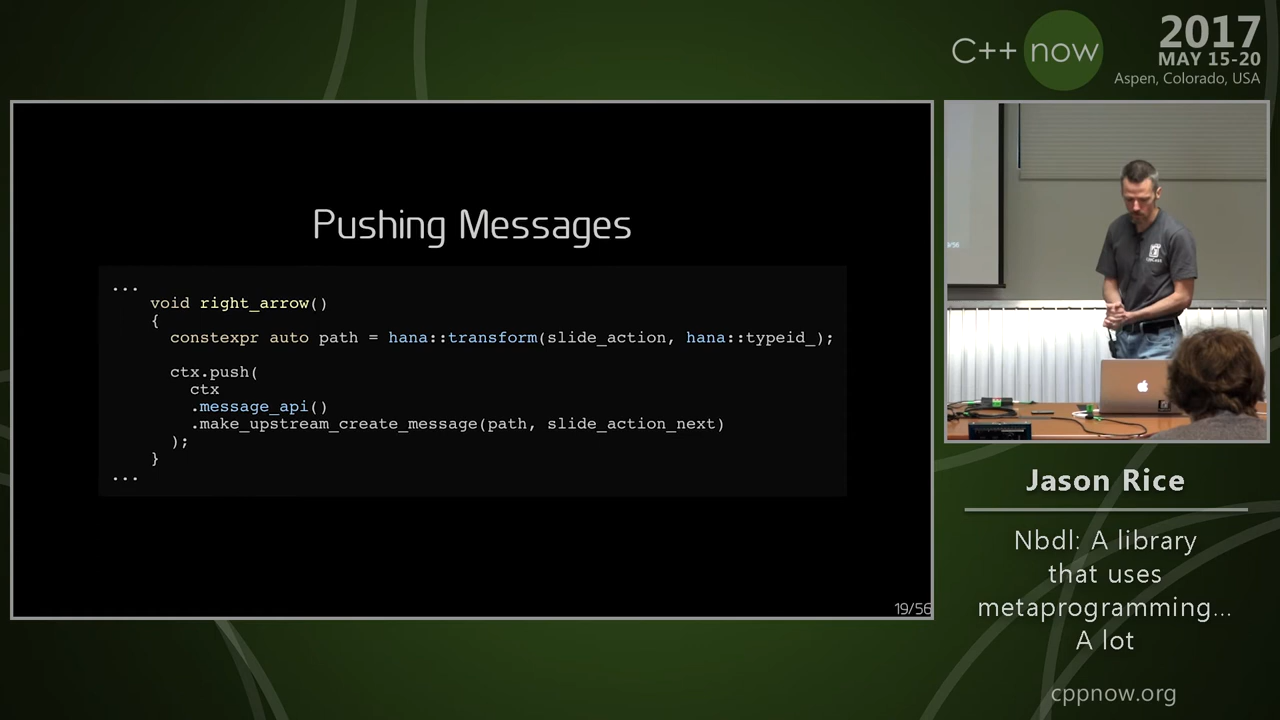 C++ now
2017
MAY 15-20
Aspen, Colorado, USA
Pushing Messages
...
void right_arrow()
{
constexpr auto path = hana::transform(slide_action, hana::typeid_);
ctx.push(
ctx
.message_api()
.make_upstream_create_message(path, slide_action_next)
);
}
...
19/56
Jason Rice
Nbdl: A library
that uses
metaprogramming...
A lot
cppnow.org